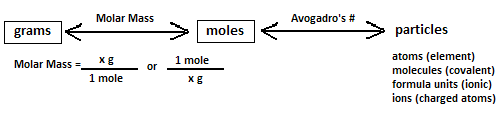 Molar Mass
Avogadro's #
grams
moles
particles
Molar Mass = x g / 1 mole or 1 mole / x g
atoms (element)
molecules (covalent)
formula units (ionic)
ions (charged atoms)